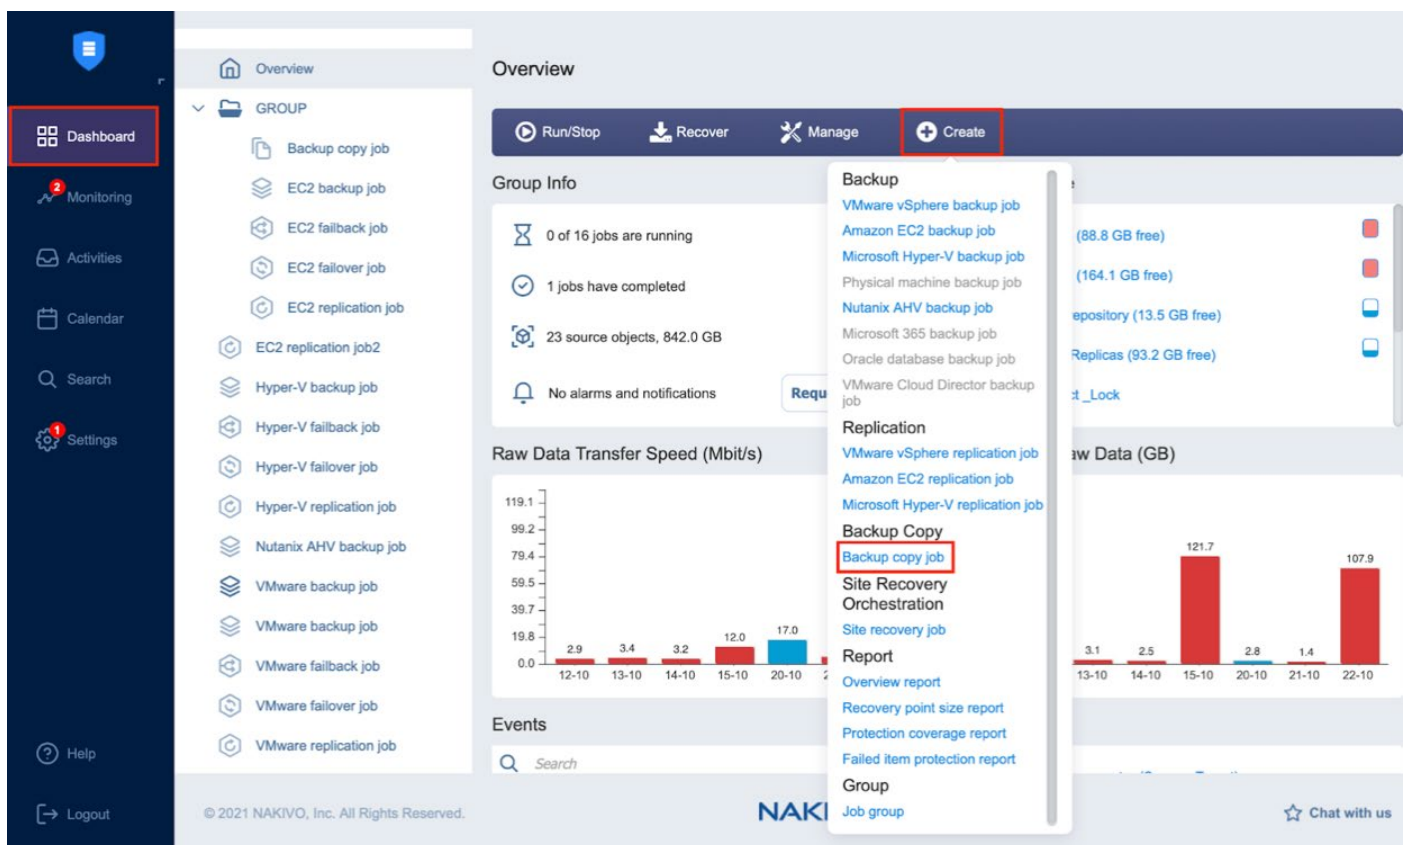 Dashboard
2
Monitoring
Activities
Calendar
Search
1
Settings
Help
Logout
Overview
GROUP
Backup copy job
EC2 backup job
EC2 failback job
EC2 failover job
EC2 replication job
EC2 replication job2
Hyper-V backup job
Hyper-V failback job
Hyper-V failover job
Hyper-V replication job
Nutanix AHV backup job
VMware backup job
VMware backup job
VMware failback job
VMware failover job
VMware replication job
Overview
Run/Stop
Recover
Manage
Create
Group Info
0 of 16 jobs are running
1 jobs have completed
23 source objects, 842.0 GB
No alarms and notifications
Raw Data Transfer Speed (Mbit/s)
119.1
99.2
79.4
59.5
39.7
19.8
0.0
2.9 3.4 3.2 12.0 17.0
12-10 13-10 14-10 15-10 20-10
Events
Search
Backup
VMware vSphere backup job
Amazon EC2 backup job
Microsoft Hyper-V backup job
Physical machine backup job
Nutanix AHV backup job
Microsoft 365 backup job
Oracle database backup job
VMware Cloud Director backup
job
Replication
VMware vSphere replication job
Amazon EC2 replication job
Microsoft Hyper-V replication job
Backup Copy
Backup copy job
Site Recovery
Orchestration
Site recovery job
Report
Overview report
Recovery point size report
Protection coverage report
Failed item protection report
Group
Job group
(88.8 GB free)
(164.1 GB free)
(13.5 GB free)
Replicas (93.2 GB free)
_Lock
Data (GB)
3.1 2.5 121.7 2.8 1.4 107.9
13-10 14-10 15-10 20-10 21-10 22-10
© 2021 NAKIVO, Inc. All Rights Reserved.
Chat with us